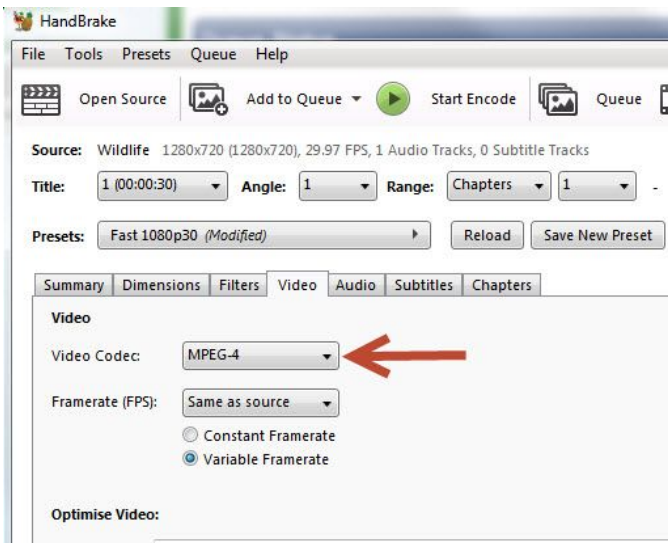 HandBrake
File Tools Presets Queue Help
Open Source Add to Queue Start Encode Queue
Source: Wildlife 1280x720 (1280x720), 29.97 FPS, 1 Audio Tracks, 0 Subtitle Tracks
Title: 1 (00:00:30) Angle: 1 Range: Chapters 1 -
Presets: Fast 1080p30 (Modified) Reload Save New Preset
Summary Dimensions Filters Video Audio Subtitles Chapters
Video
Video Codec: MPEG-4
Framerate (FPS): Same as source
Constant Framerate
Variable Framerate
Optimise Video: